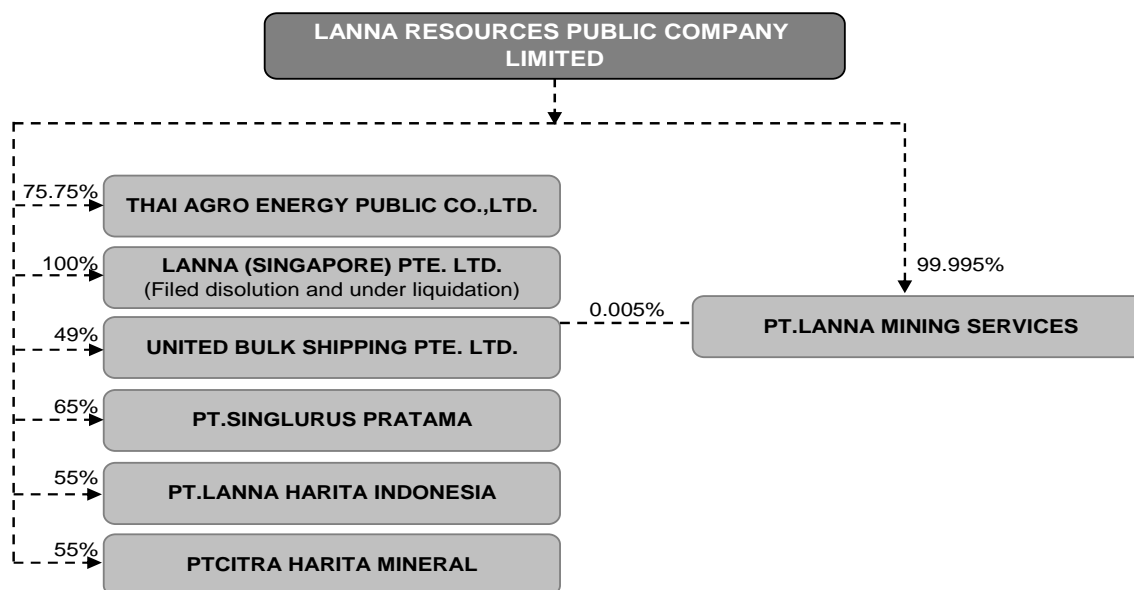 LANNA RESOURCES PUBLIC COMPANY
LIMITED
75.75%
THAI AGRO ENERGY PUBLIC CO.,LTD.
100%
LANNA (SINGAPORE) PTE. LTD.
(Filed disolution and under liquidation)
99.995%
0.005%
49%
UNITED BULK SHIPPING PTE. LTD.
PT.LANNA MINING SERVICES
65%
PT.SINGLURUS PRATAMA
55%
PT.LANNA HARITA INDONESIA
55%
PTCITRA HARITA MINERAL